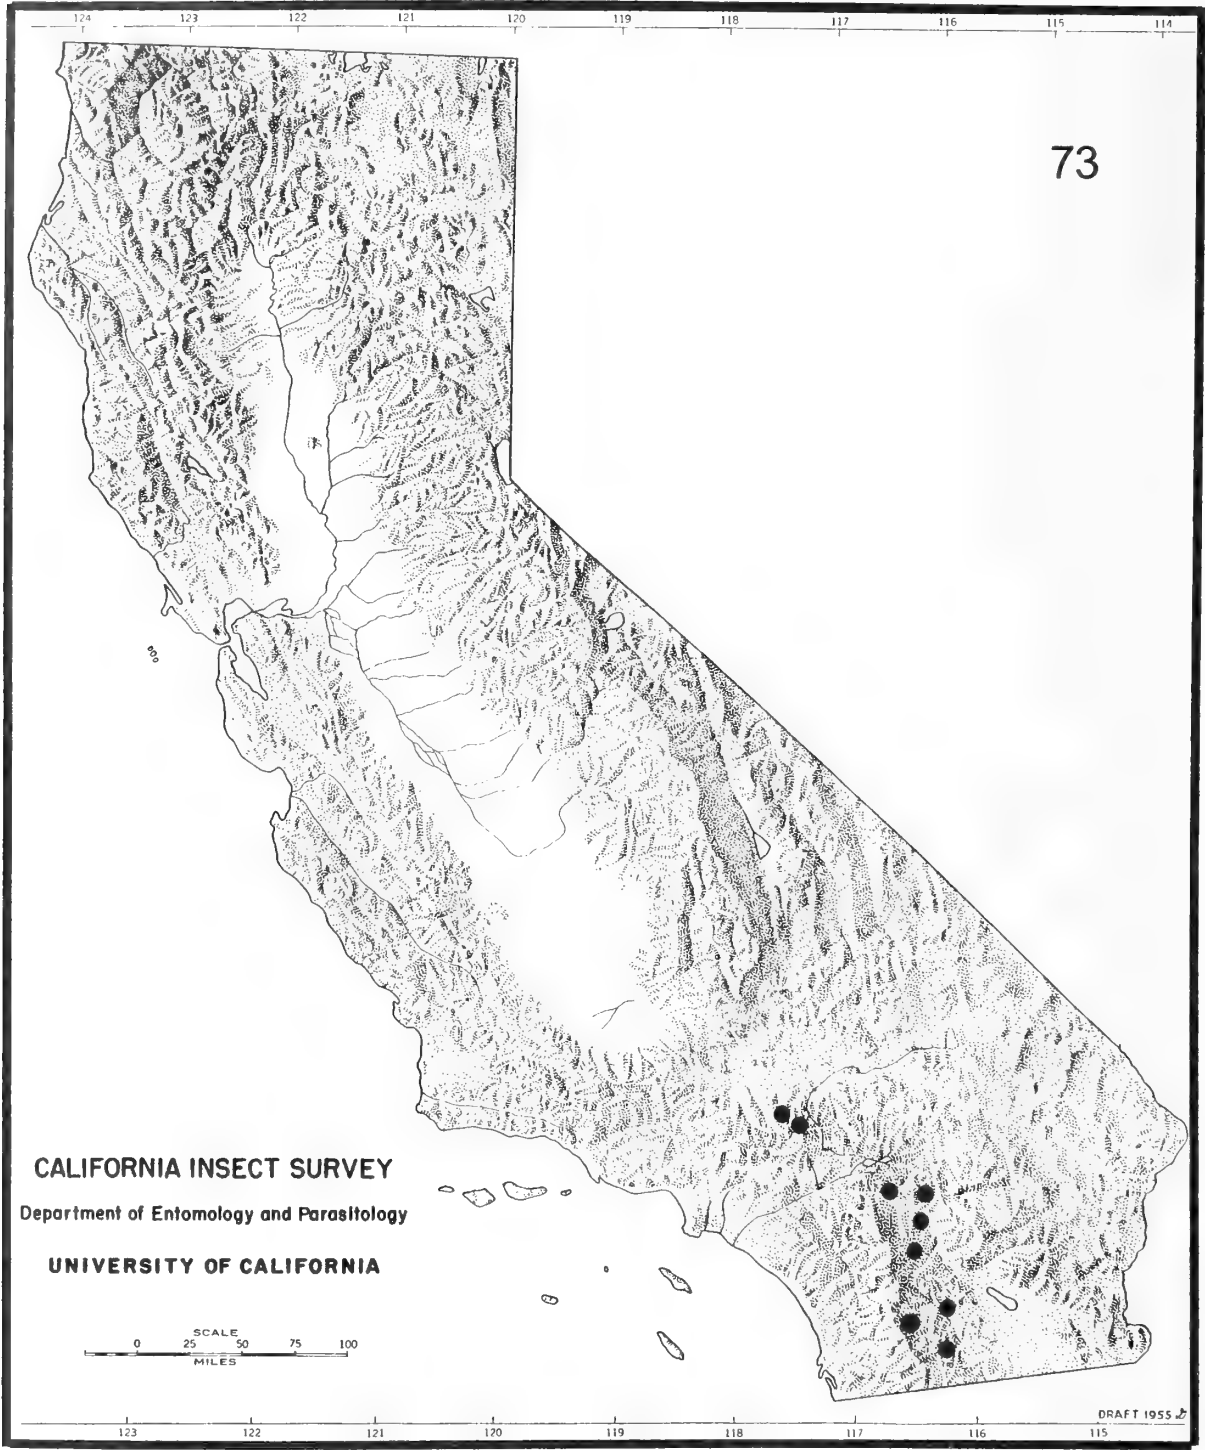 124 123 122 121 120 119 118 117 116 115 114
73
CALIFORNIA INSECT SURVEY
Department of Entomology and Parasitology
UNIVERSITY OF CALIFORNIA
SCALE
0 25 50 75 100
MILES
DRAFT 1955
123 122 121 120 119 118 117 116 115